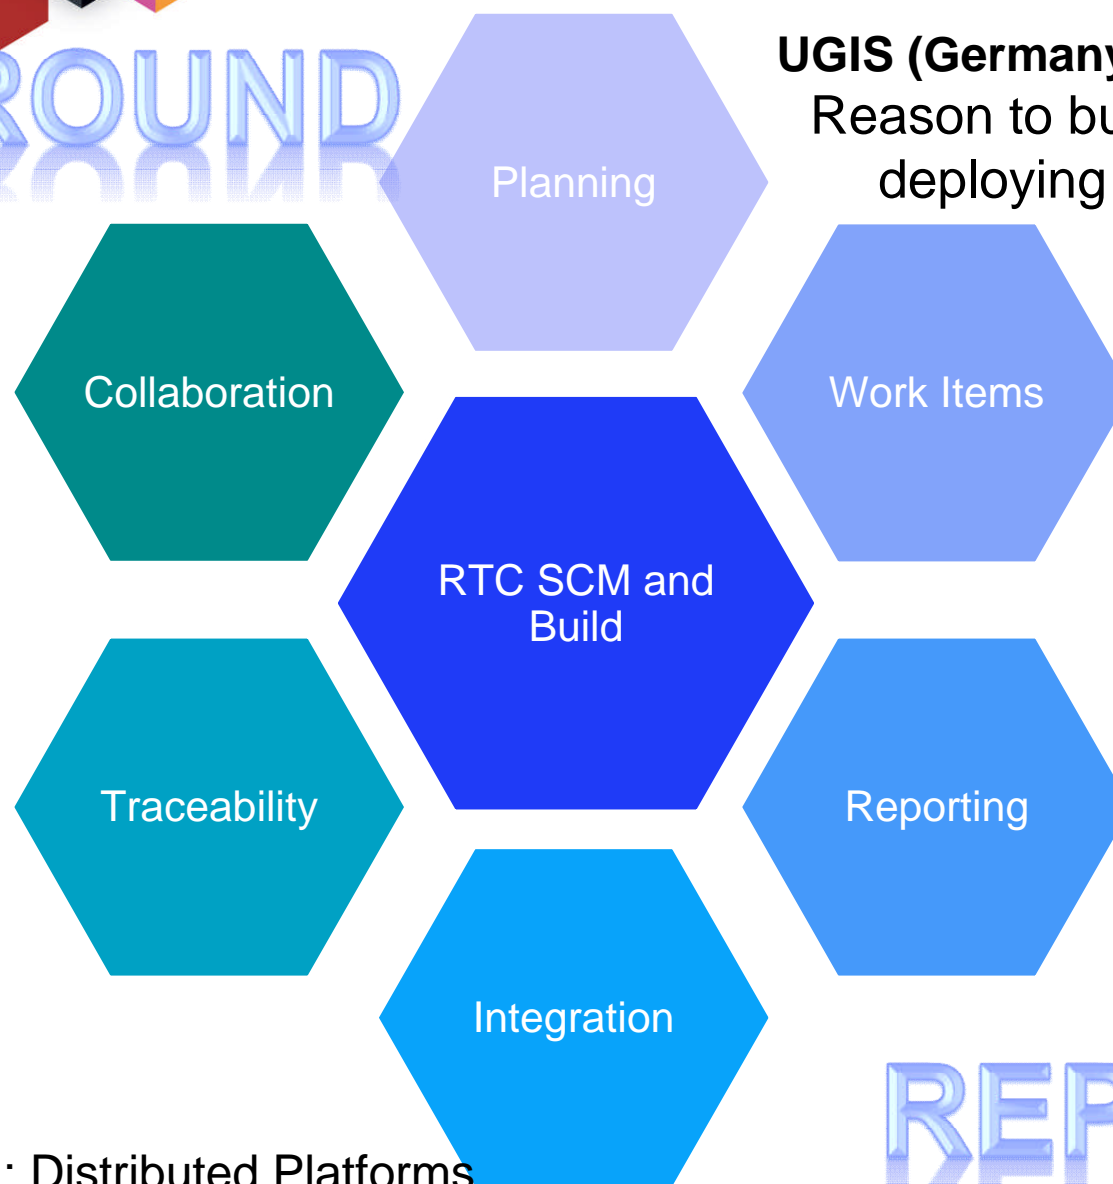 ROUND
UGIS (Germany
Reason to bu
deploying
Planning
Collaboration
Work Items
RTC SCM and
Build
Traceability
Reporting
Integration
REP
: Distributed Platforms